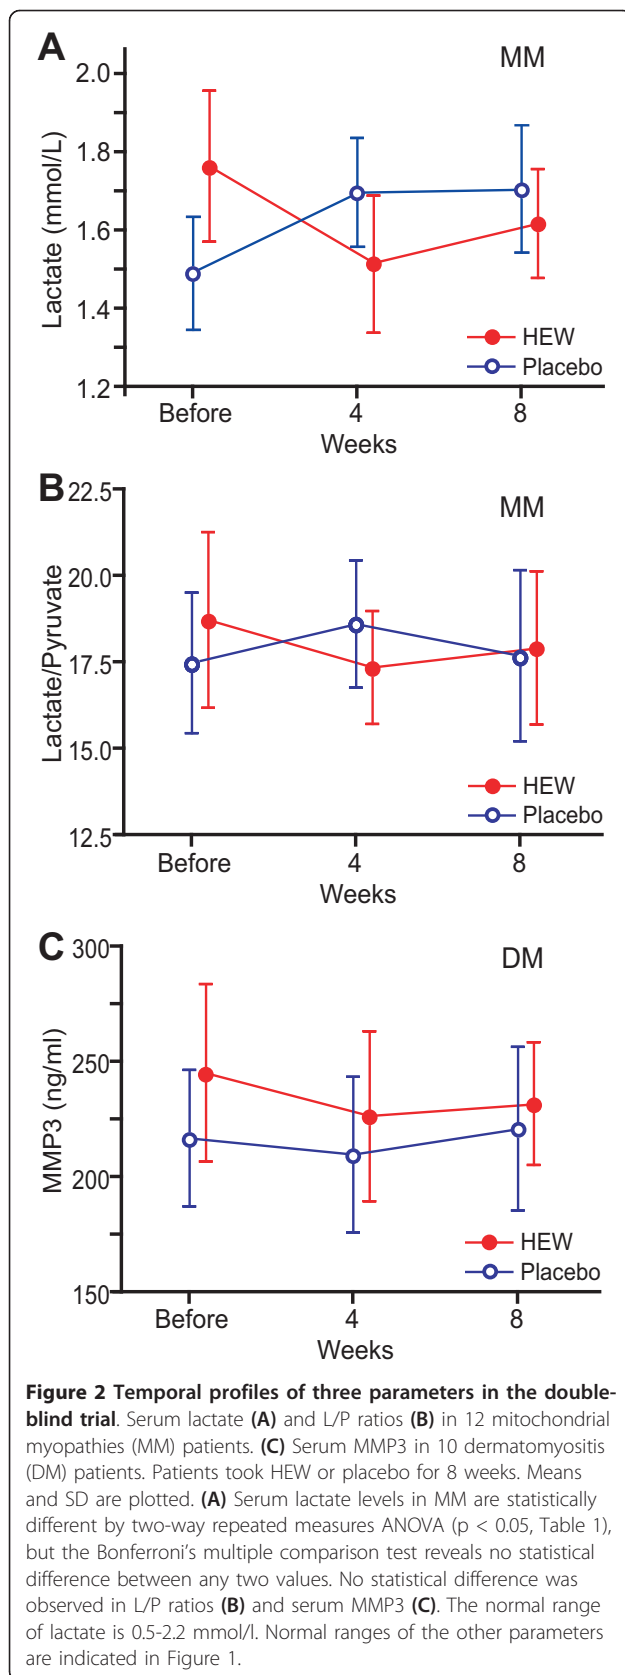 A
MM
2.0
1.8
1.6
1.4
1.2
Lactate (mmol/L)
HEW
Placebo
Before
4
8
Weeks
B
MM
22.5
20.0
17.5
15.0
12.5
Lactate/Pyruvate
HEW
Placebo
Before
4
8
Weeks
C
DM
300
250
200
150
MMP3 (ng/ml)
HEW
Placebo
Before
4
8
Weeks
Figure 2 Temporal profiles of three parameters in the double-
blind trial. Serum lactate (A) and L/P ratios (B) in 12 mitochondrial
myopathies (MM) patients. (C) Serum MMP3 in 10 dermatomyositis
(DM) patients. Patients took HEW or placebo for 8 weeks. Means
and SD are plotted. (A) Serum lactate levels in MM are statistically
different by two-way repeated measures ANOVA (p < 0.05, Table 1),
but the Bonferroni's multiple comparison test reveals no statistical
difference between any two values. No statistical difference was
observed in L/P ratios (B) and serum MMP3 (C). The normal range
of lactate is 0.5-2.2 mmol/l. Normal ranges of the other parameters
are indicated in Figure 1.